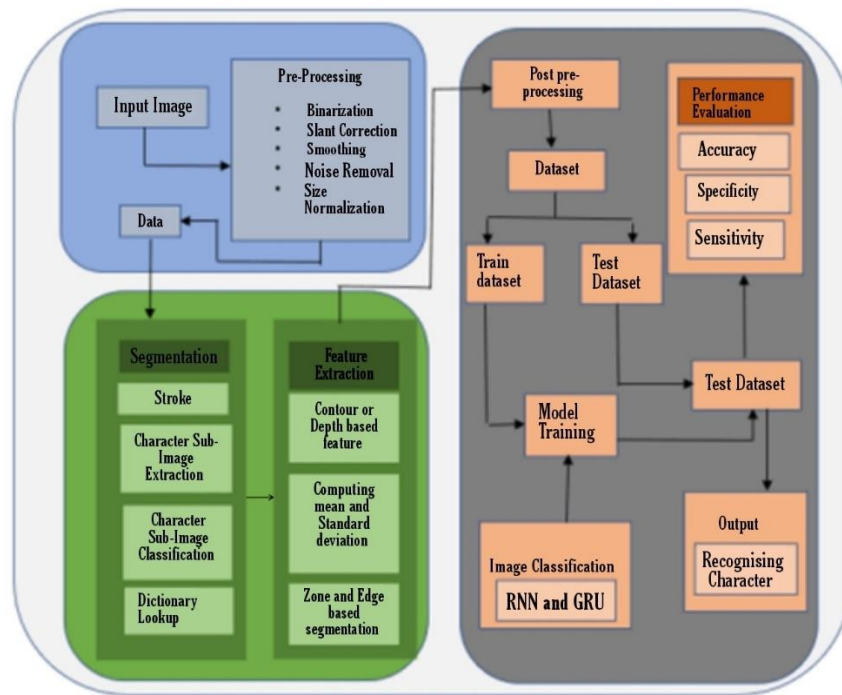 Input Image
Pre-Processing
Binarization
Slant Correction
Smoothing
Noise Removal
Size
Normalization
Data
Segmentation
Stroke
Character Sub-
Image
Extraction
Character
Sub-Image
Classification
Dictionary
Lookup
Feature
Extraction
Contour or
Depth based
feature
Computing
mean and
Standard
deviation
Zone and Edge
based
segmentation
Post pre-
processing
Dataset
Train
dataset
Test
Dataset
Model
Training
Image Classification
RNN and GRU
Performance
Evaluation
Accuracy
Specificity
Sensitivity
Test Dataset
Output
Recognising
Character